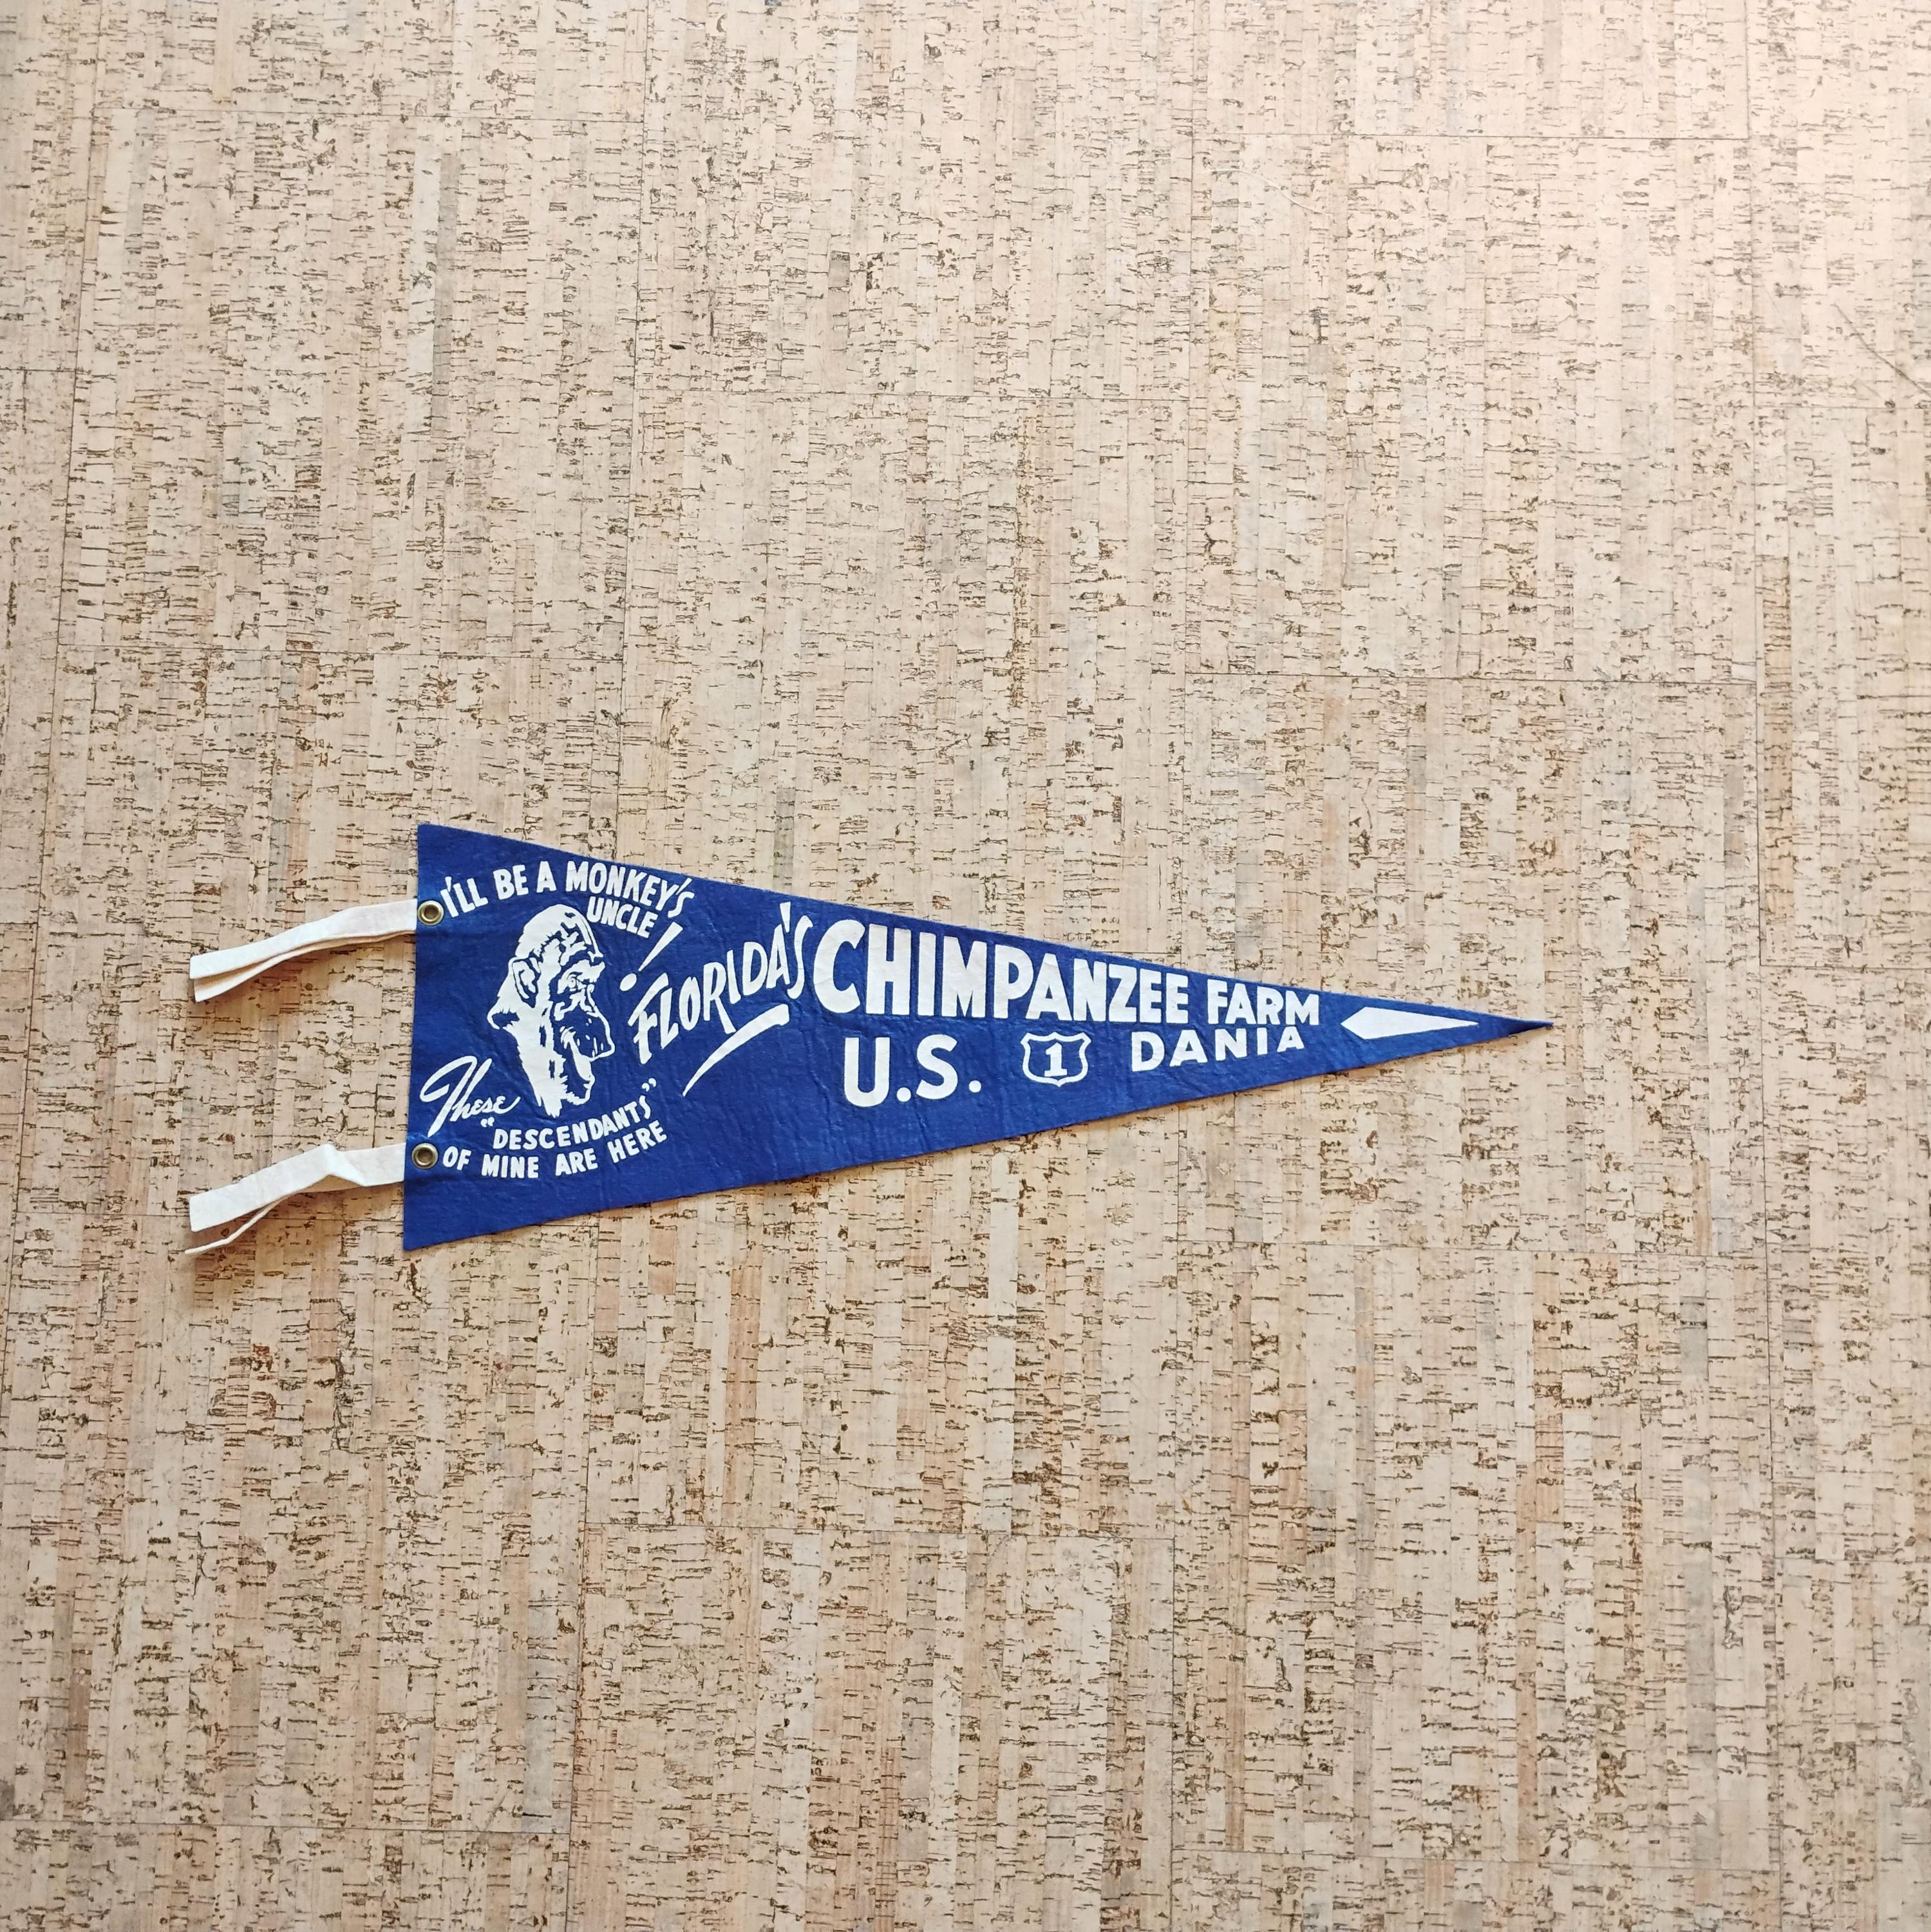 I'LL BE A MONKEY'S
UNCLE!
These
"DESCENDANTS"
OF MINE ARE HERE
FLORIDA'S
CHIMPANZEE FARM
U.S. 1 DANIA